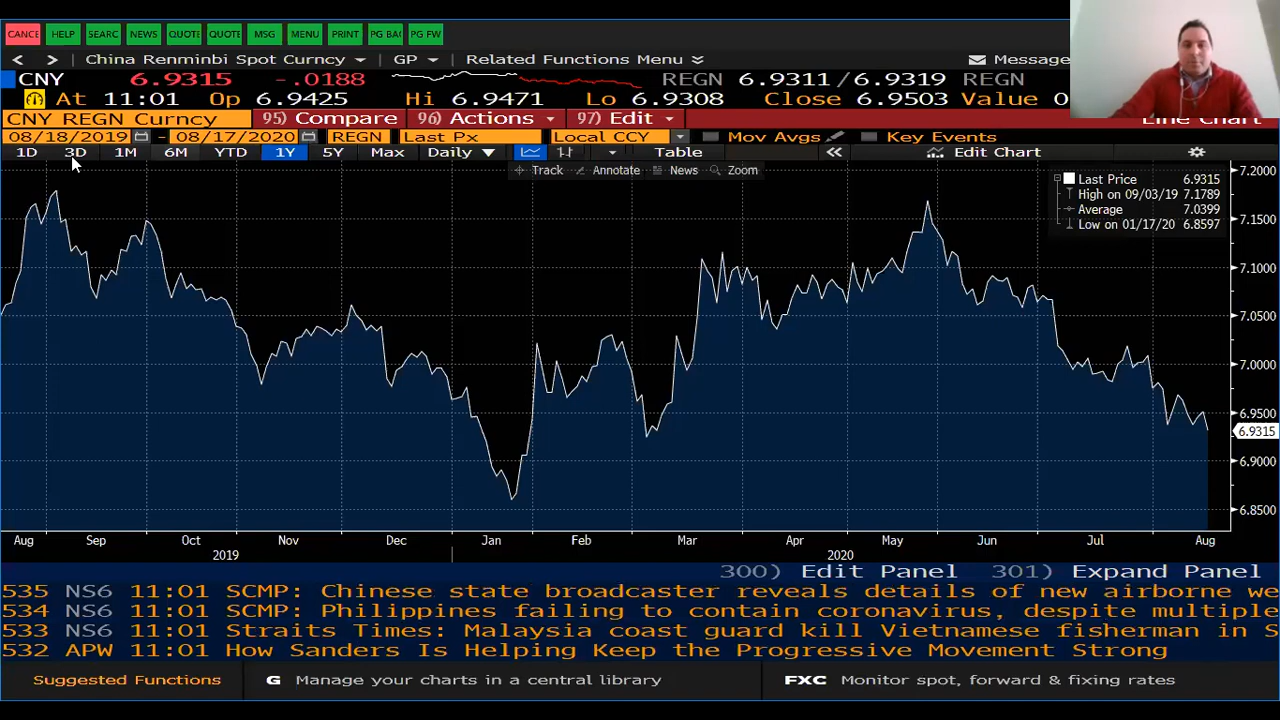 CANCE HELP SEARC NEWS QUOTE QUOTE MSG MENU PRINT PG BAC PG FW
< > China Renminbi Spot Curncy GP Related Functions Menu Message
CNY 6.9315 -.0188 REGN 6.9311/6.9319 REGN
At 11:01 Op 6.9425 Hi 6.9471 Lo 6.9308 Close 6.9503 Value 0
CNY REGN Curncy 95) Compare 96) Actions 97) Edit Line Chart
08/18/2019 - 08/17/2020 REGN Last Px Local CCY Mov Avgs Key Events
1D 3D 1M 6M YTD 1Y 5Y Max Daily Table « Edit Chart
Track Annotate News Zoom
Last Price 6.9315
High on 09/03/19 7.1789
Average 7.0399
Low on 01/17/20 6.8597
7.2000
7.1500
7.1000
7.0500
7.0000
6.9500
6.9315
6.9000
6.8500
Aug Sep Oct Nov Dec Jan Feb Mar Apr May Jun Jul Aug
2019 2020
300) Edit Panel 301) Expand Panel
535 NS6 11:01 SCMP: Chinese state broadcaster reveals details of new airborne we
534 NS6 11:01 SCMP: Philippines failing to contain coronavirus, despite multiple
533 NS6 11:01 Straits Times: Malaysia coast guard kill Vietnamese fisherman in S
532 APW 11:01 How Sanders Is Helping Keep the Progressive Movement Strong
Suggested Functions G Manage your charts in a central library FXC Monitor spot, forward & fixing rates